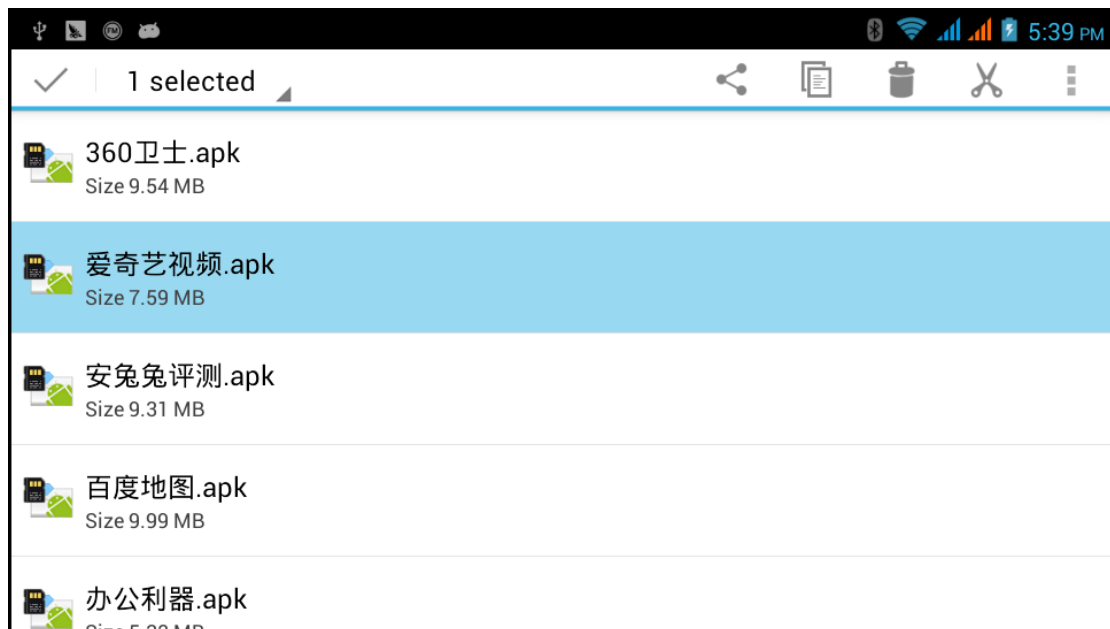 5:39 PM
1 selected
360卫士.apk
Size 9.54 MB
爱奇艺视频.apk
Size 7.59 MB
安兔兔评测.apk
Size 9.31 MB
百度地图.apk
Size 9.99 MB
办公利器.apk